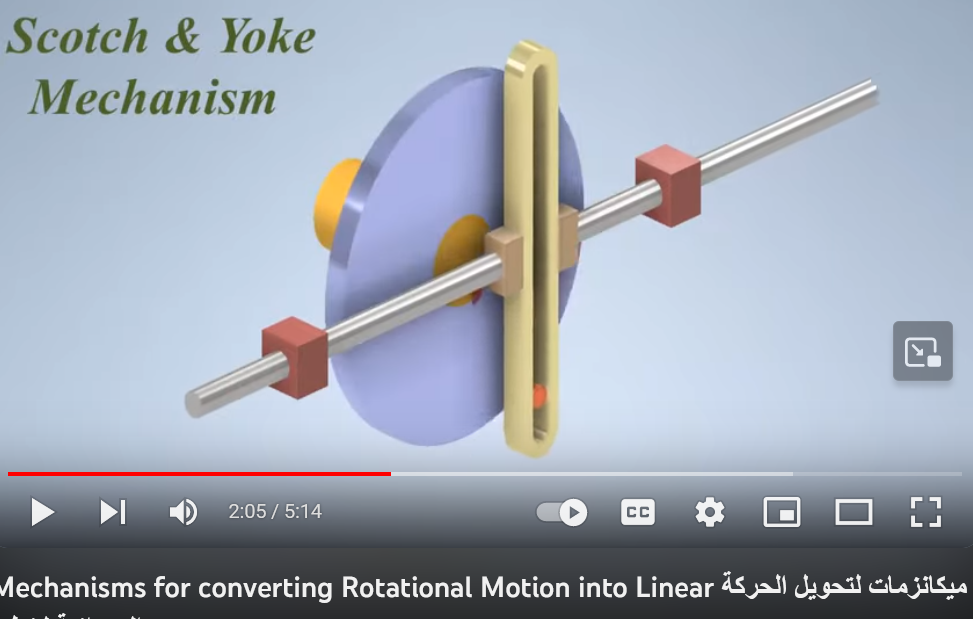 Scotch & Yoke
Mechanism
2:05 / 5:14
CC
Mechanisms for converting Rotational Motion into Linear ميكانزمات لتحويل الحركة